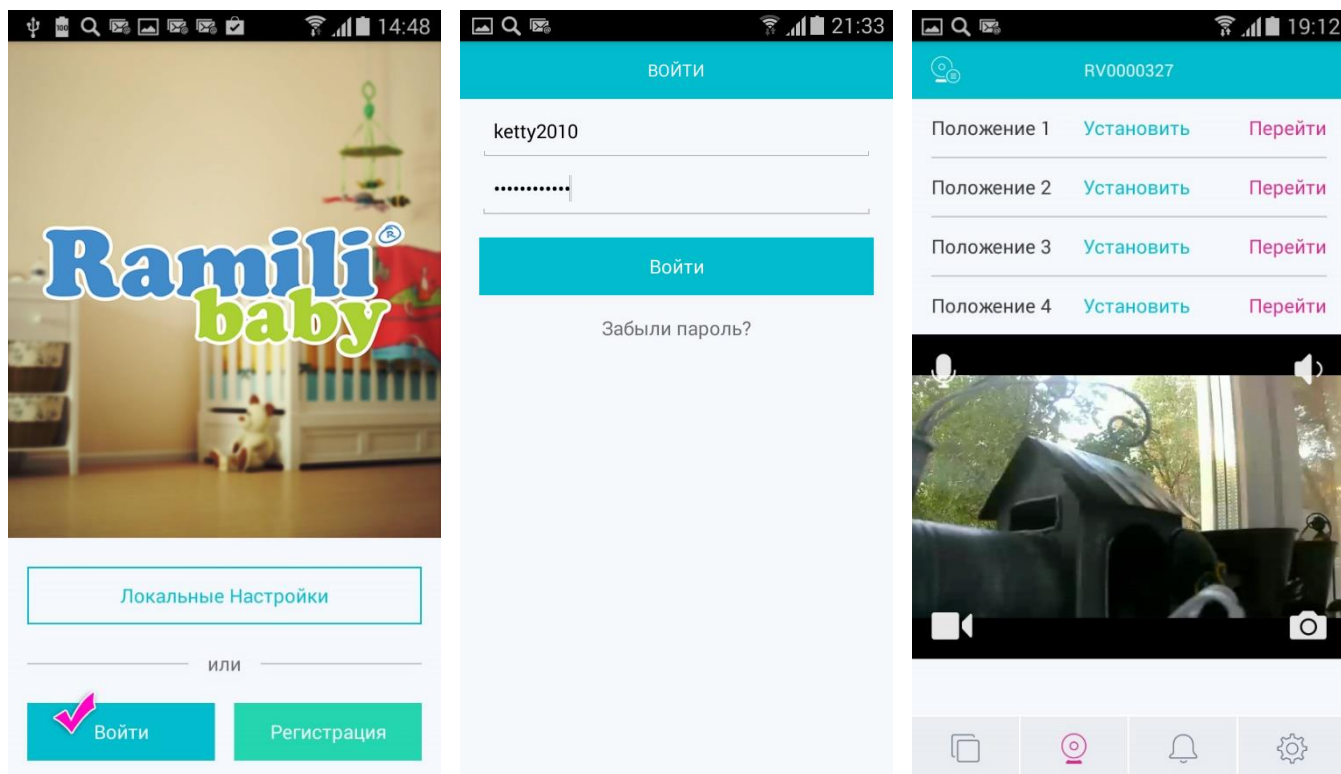 100 14:48
Ramili®
baby
Локальные Настройки
или
Войти Регистрация
21:33
ВОЙТИ
ketty2010
••••••••••••
Войти
Забыли пароль?
19:12
RV0000327
Положение 1 Установить Перейти
Положение 2 Установить Перейти
Положение 3 Установить Перейти
Положение 4 Установить Перейти